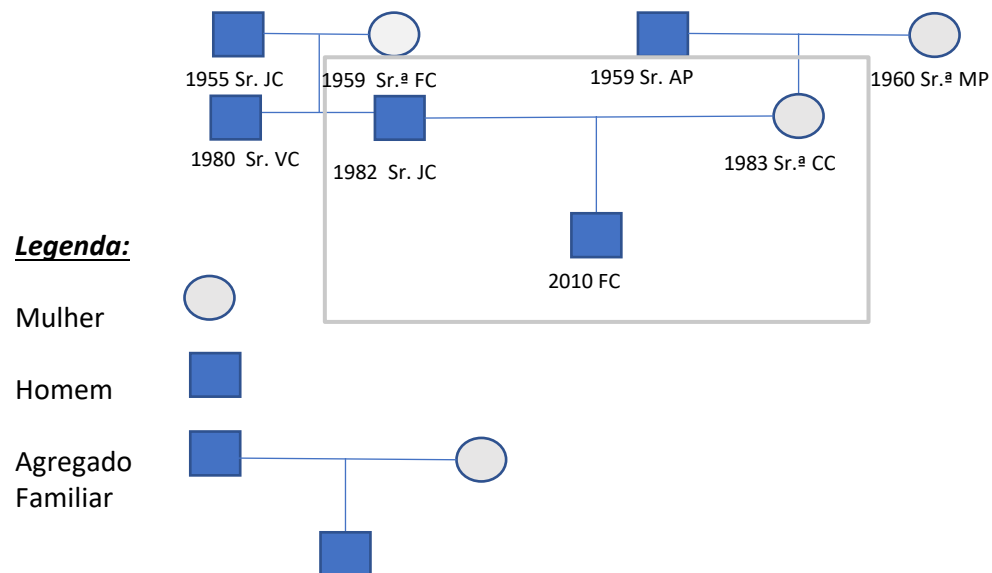 1955 Sr. JC
1959 Sr.ª FC
1959 Sr. AP
1960 Sr.ª MP
1980 Sr. VC
1982 Sr. JC
1983 Sr.ª CC
2010 FC
Legenda:
Mulher
Homem
Agregado
Familiar